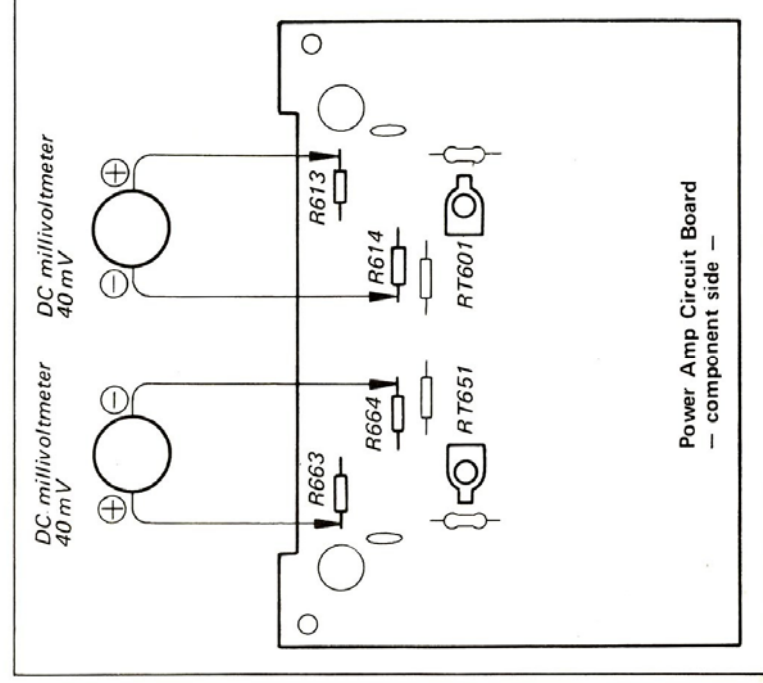 DC millivoltmeter
40 mV
+
−
R613
R614
RT601
DC millivoltmeter
40 mV
−
+
R664
R663
RT651
Power Amp Circuit Board
— component side —